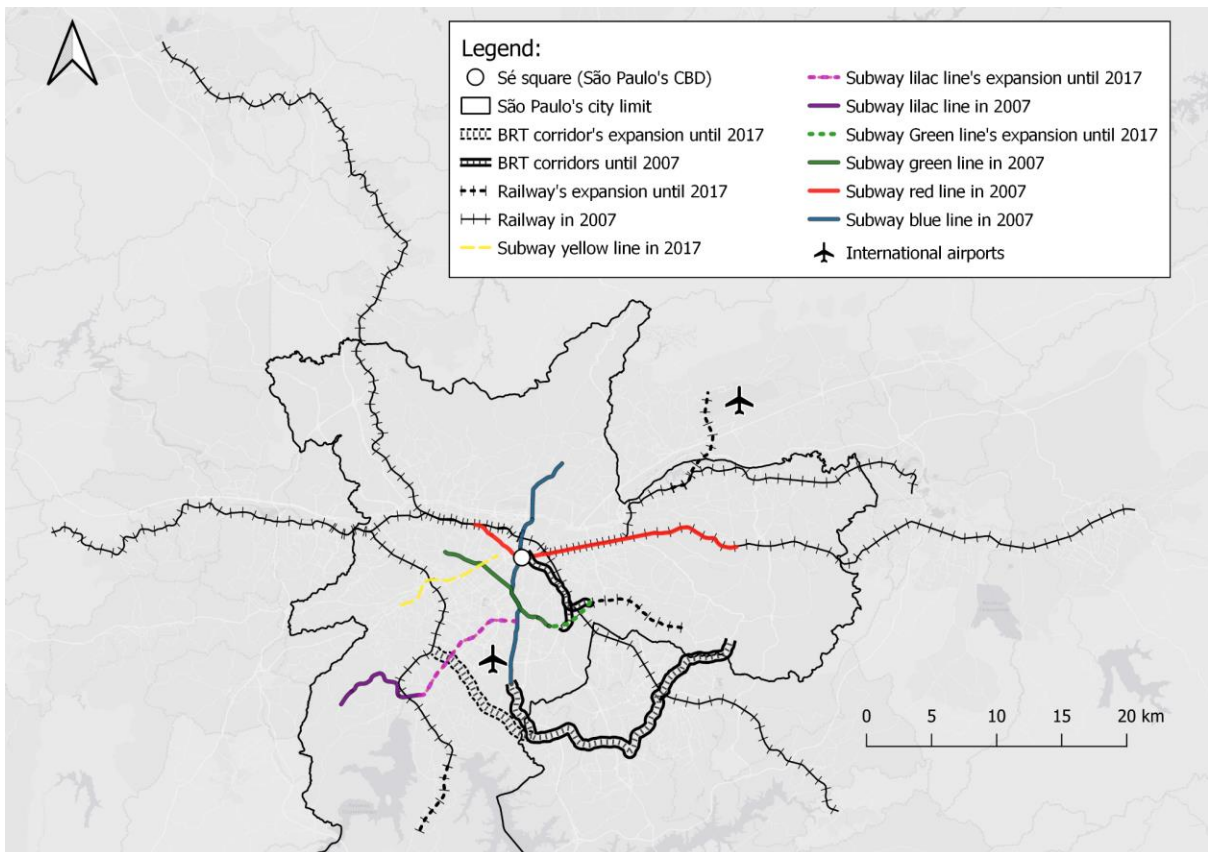 Legend:
Sé square (São Paulo's CBD)
São Paulo's city limit
BRT corridor's expansion until 2017
BRT corridors until 2007
Railway's expansion until 2017
Railway in 2007
Subway yellow line in 2017
Subway lilac line's expansion until 2017
Subway lilac line in 2007
Subway Green line's expansion until 2017
Subway green line in 2007
Subway red line in 2007
Subway blue line in 2007
International airports
0 5 10 15 20 km